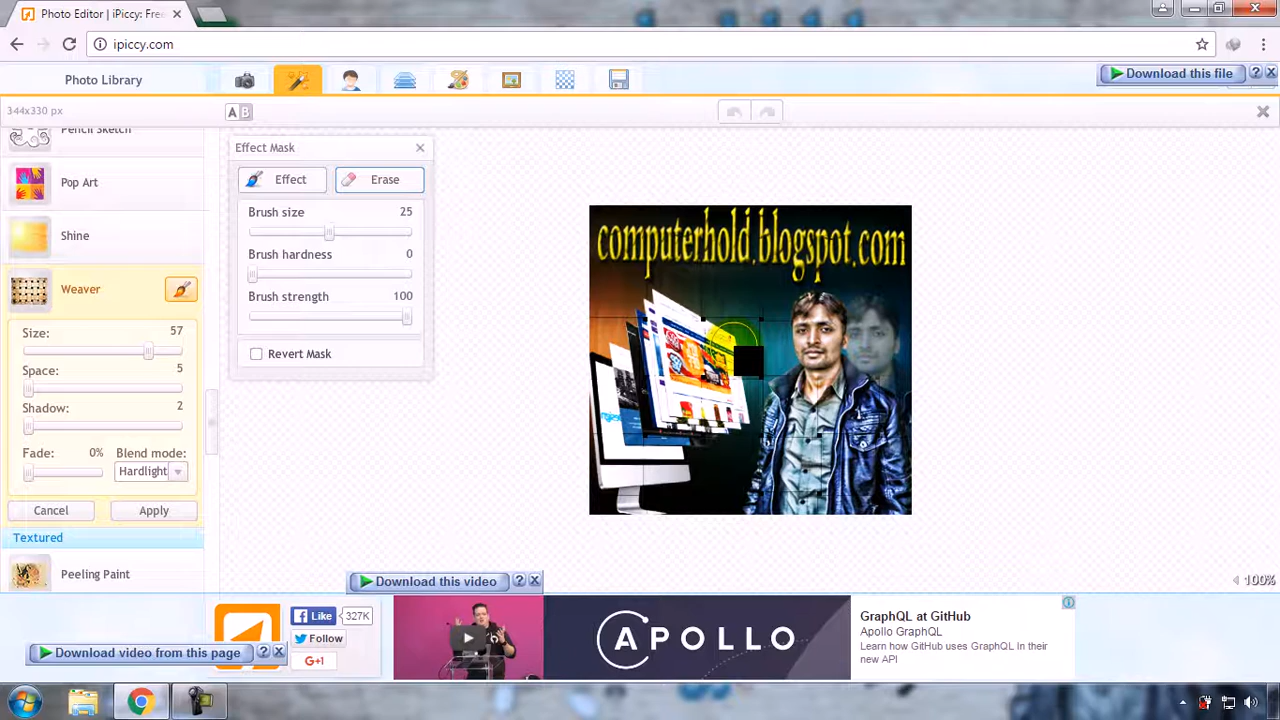 Photo Editor | iPiccy: Free
ipiccy.com
Photo Library
Download this file
344x330 px
AB
Pencil Sketch
Effect Mask
Effect
Erase
Pop Art
Brush size 25
Shine
Brush hardness 0
Weaver
Brush strength 100
Size: 57
Revert Mask
Space: 5
Shadow: 2
Fade: 0% Blend mode:
Hardlight
Cancel
Apply
Textured
Peeling Paint
computerhold.blogspot.com
100%
Download this video
Like 327K
Follow
G+1
Download video from this page
APOLLO
GraphQL at GitHub
Apollo GraphQL
Learn how GitHub uses GraphQL in their
new API